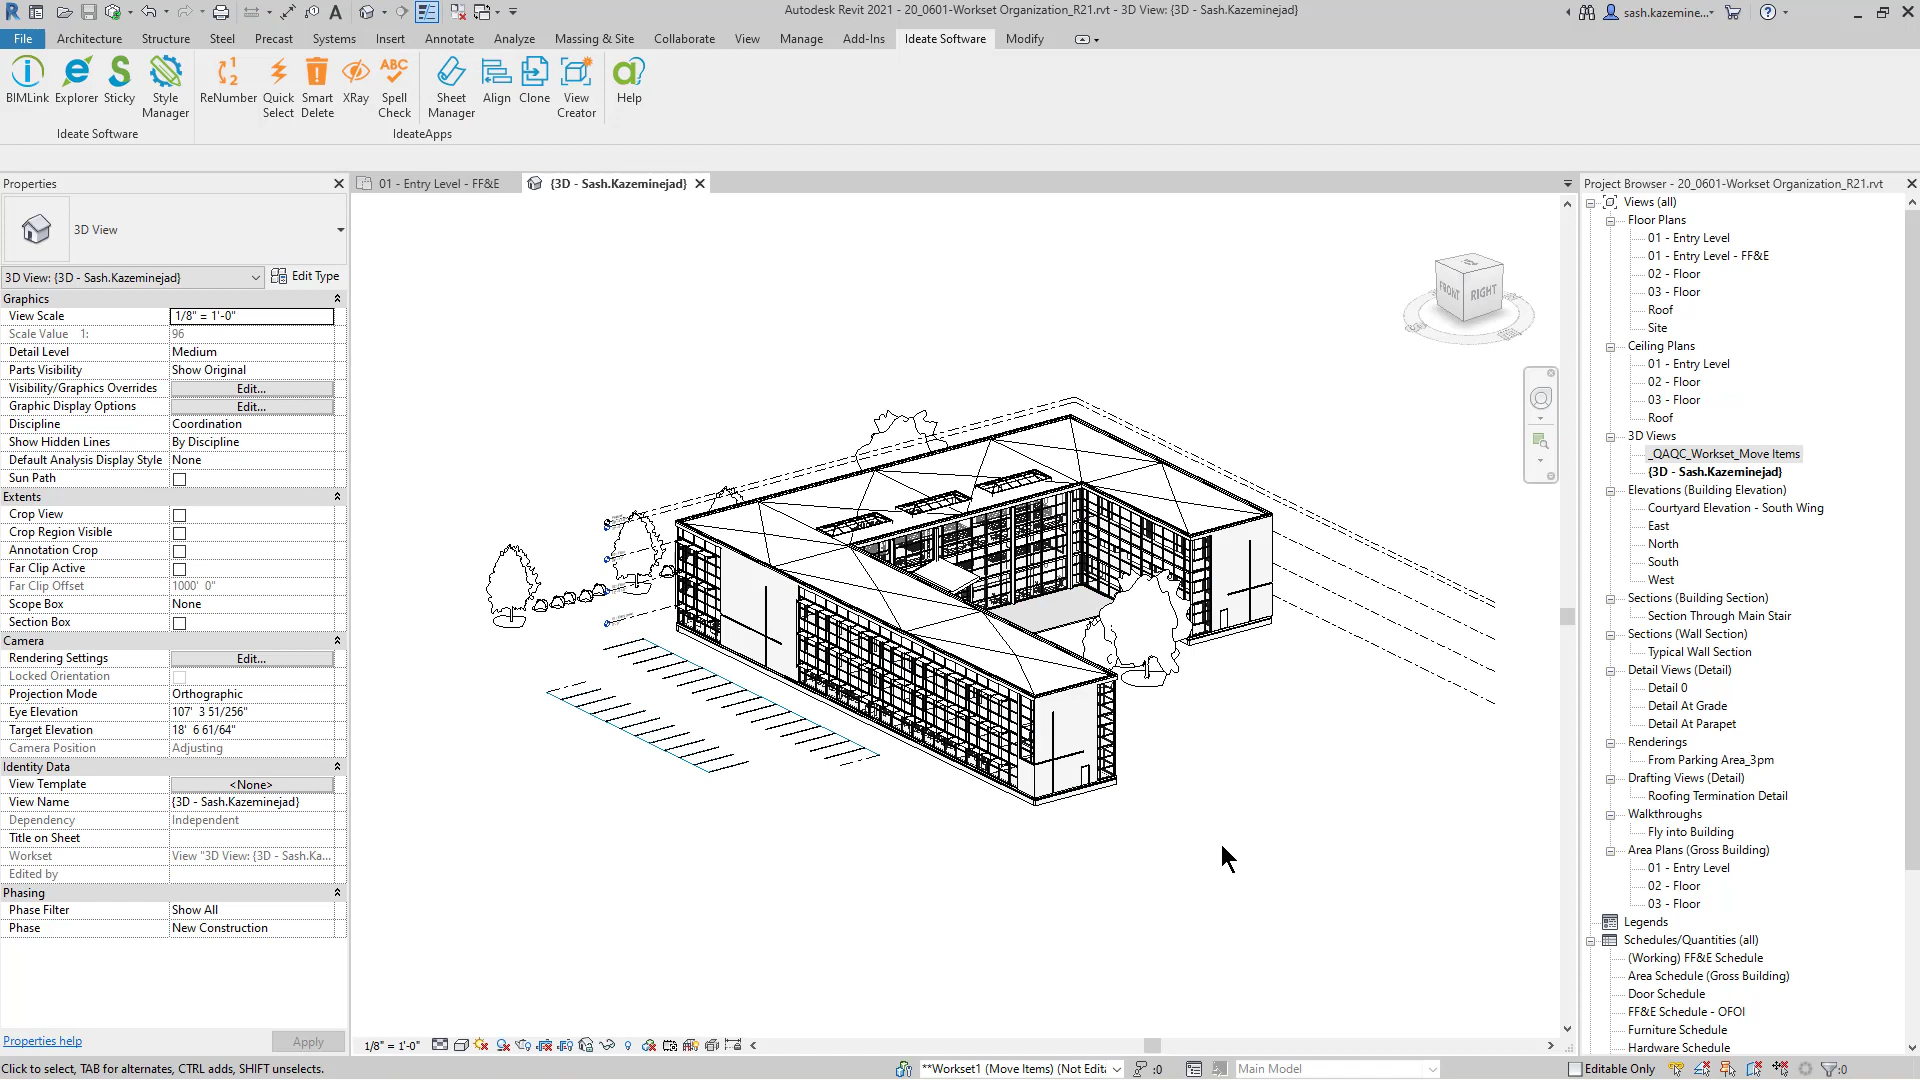 Autodesk Revit 2021 - 20_0601-Workset Organization_R21.rvt - 3D View: {3D - Sash.Kazeminejad}
sash.kazemine...
File
Architecture
Structure
Steel
Precast
Systems
Insert
Annotate
Analyze
Massing & Site
Collaborate
View
Manage
Add-Ins
Ideate Software
Modify
BIMLink
Explorer
Sticky
Style
Manager
ReNumber
Quick
Select
Smart
Delete
XRay
ABC
Spell
Check
Sheet
Manager
Align
Clone
View
Creator
Help
Ideate Software
IdeateApps
Properties
3D View
3D View: {3D - Sash.Kazeminejad}
Edit Type
Graphics
View Scale 1/8" = 1'-0"
Scale Value 1: 96
Detail Level Medium
Parts Visibility Show Original
Visibility/Graphics Overrides Edit...
Graphic Display Options Edit...
Discipline Coordination
Show Hidden Lines By Discipline
Default Analysis Display Style None
Sun Path
Extents
Crop View
Crop Region Visible
Annotation Crop
Far Clip Active
Far Clip Offset 1000' 0"
Scope Box None
Section Box
Camera
Rendering Settings Edit...
Locked Orientation
Projection Mode Orthographic
Eye Elevation 107' 3 51/256"
Target Elevation 18' 6 61/64"
Camera Position Adjusting
Identity Data
View Template <None>
View Name {3D - Sash.Kazeminejad}
Dependency Independent
Title on Sheet
Workset View "3D View: {3D - Sash.Ka...
Edited by
Phasing
Phase Filter Show All
Phase New Construction
Properties help
Apply
01 - Entry Level - FF&E
{3D - Sash.Kazeminejad}
FRONT
RIGHT
1/8" = 1'-0"
Project Browser - 20_0601-Workset Organization_R21.rvt
Views (all)
Floor Plans
01 - Entry Level
01 - Entry Level - FF&E
02 - Floor
03 - Floor
Roof
Site
Ceiling Plans
01 - Entry Level
02 - Floor
03 - Floor
Roof
3D Views
_QAQC_Workset_Move Items
{3D - Sash.Kazeminejad}
Elevations (Building Elevation)
Courtyard Elevation - South Wing
East
North
South
West
Sections (Building Section)
Section Through Main Stair
Sections (Wall Section)
Typical Wall Section
Detail Views (Detail)
Detail 0
Detail At Grade
Detail At Parapet
Renderings
From Parking Area_3pm
Drafting Views (Detail)
Roofing Termination Detail
Walkthroughs
Fly into Building
Area Plans (Gross Building)
01 - Entry Level
02 - Floor
03 - Floor
Legends
Schedules/Quantities (all)
(Working) FF&E Schedule
Area Schedule (Gross Building)
Door Schedule
FF&E Schedule - OFOI
Furniture Schedule
Hardware Schedule
Click to select, TAB for alternates, CTRL adds, SHIFT unselects.
**Workset1 (Move Items) (Not Edita
:0
Main Model
Editable Only
:0